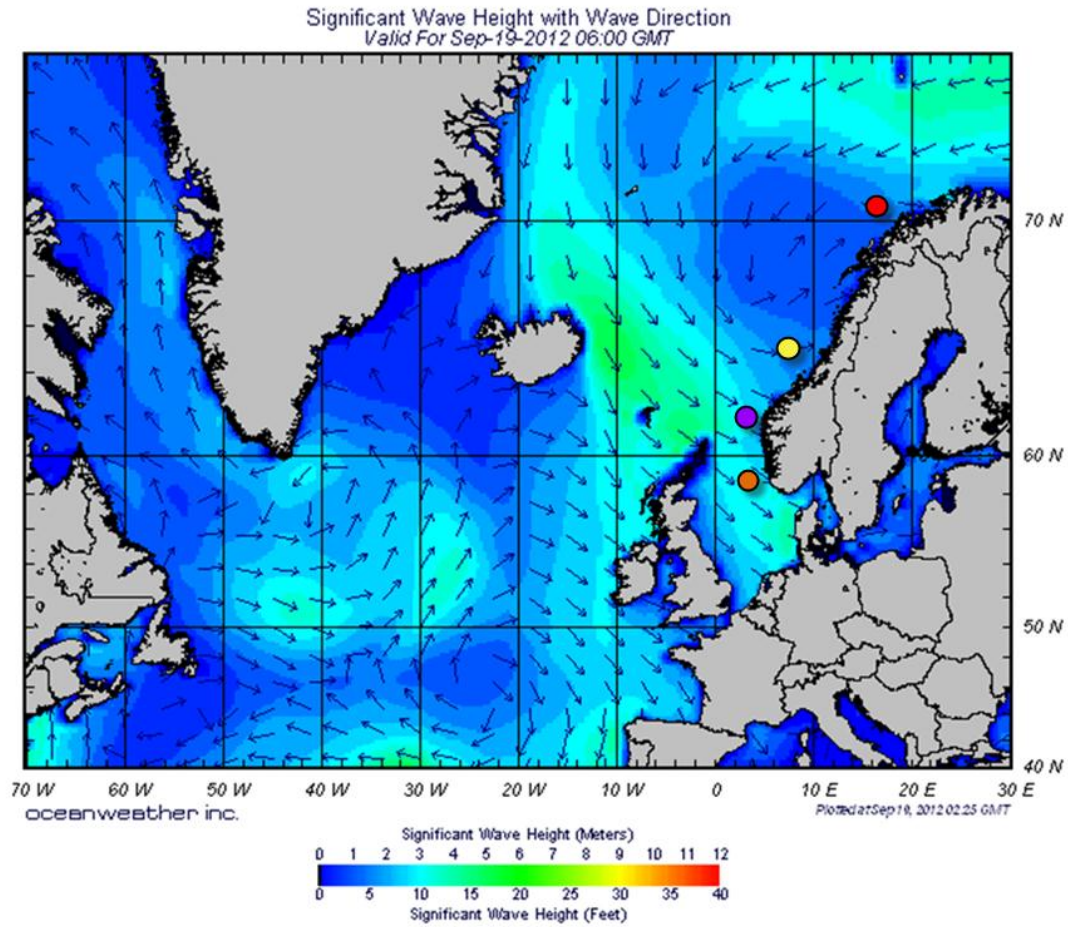 Significant Wave Height with Wave Direction
Valid For Sep-19-2012 06:00 GMT
70 N
60 N
50 N
40 N
70 W 60 W 50 W 40 W 30 W 20 W 10 W 0 10 E 20 E 30 E
oceanweather inc.
Plotted at Sep 19, 2012 02:25 GMT
Significant Wave Height (Meters)
0 1 2 3 4 5 6 7 8 9 10 11 12
0 5 10 15 20 25 30 35 40
Significant Wave Height (Feet)